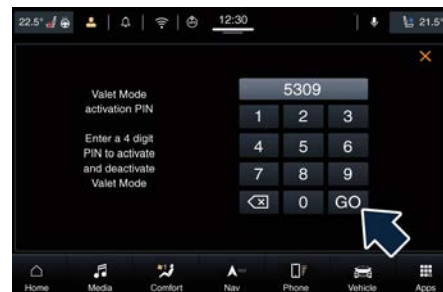 22.5°
12:30
21.5°
Valet Mode
activation PIN
Enter a 4 digit
PIN to activate
and deactivate
Valet Mode
5309
1 2 3
4 5 6
7 8 9
0 GO
Home Media Comfort Nav Phone Vehicle Apps